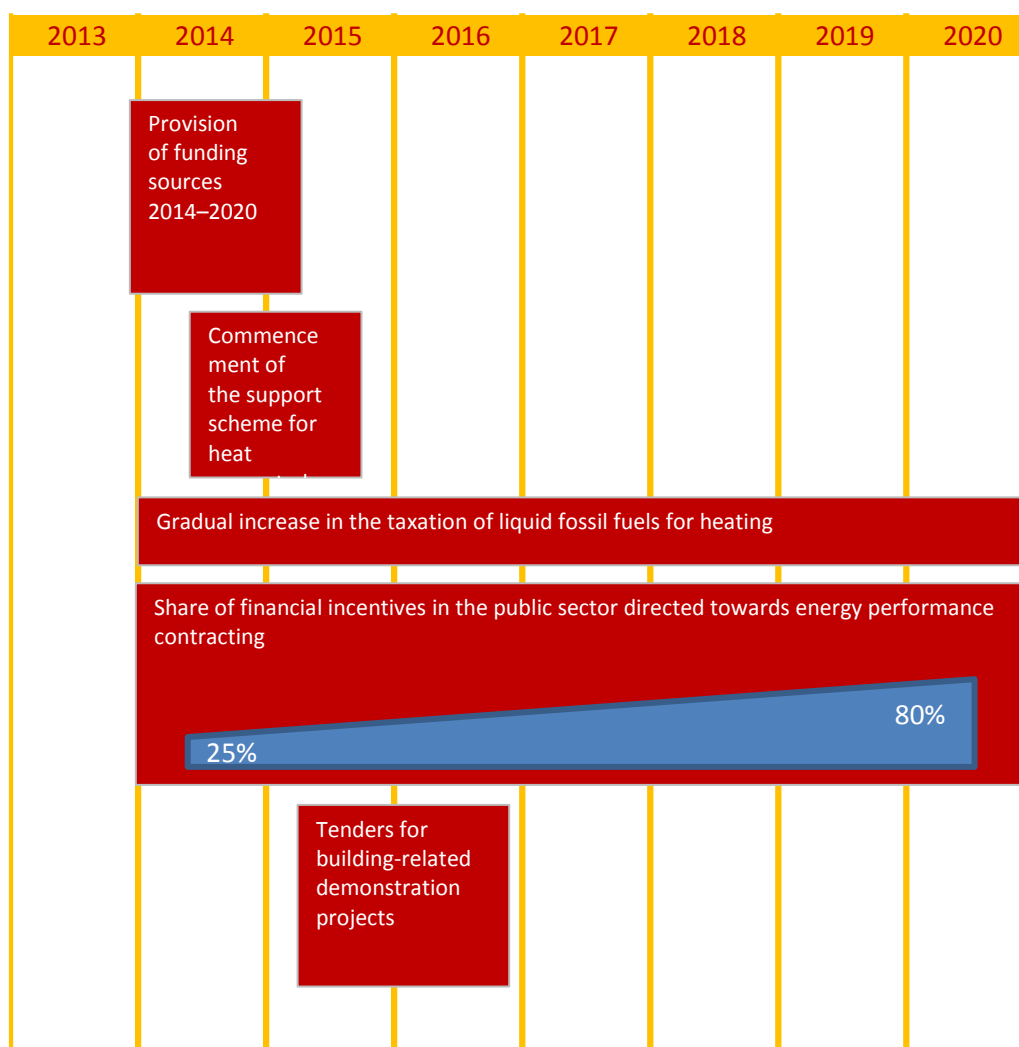 2013 2014 2015 2016 2017 2018 2019 2020
Provision
of funding
sources
2014–2020
Commence
ment of
the support
scheme for
heat
Gradual increase in the taxation of liquid fossil fuels for heating
Share of financial incentives in the public sector directed towards energy performance
contracting
80%
25%
Tenders for
building-related
demonstration
projects